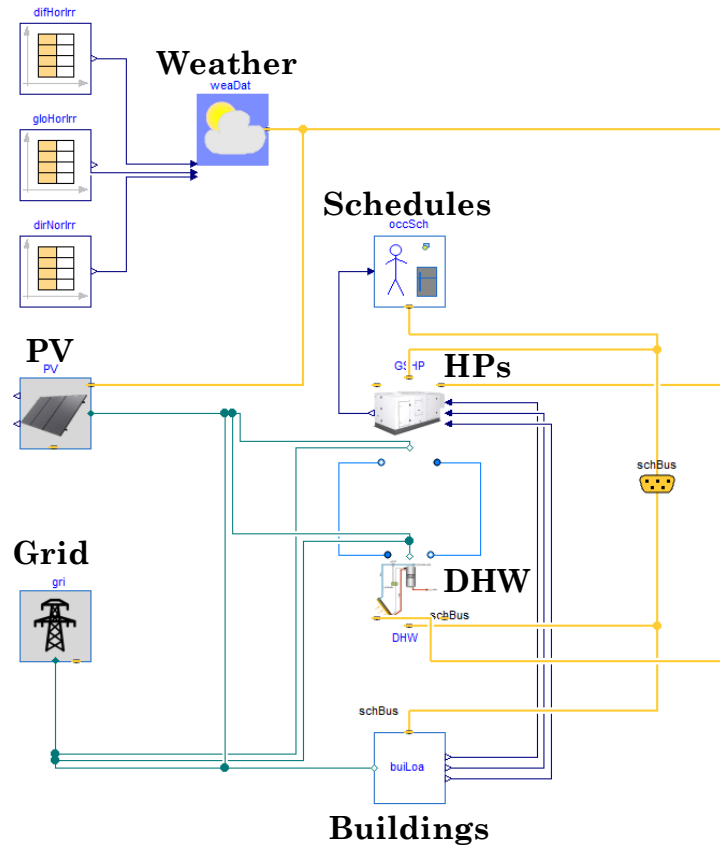 difHorIrr
Weather
weaDat
gloHorIrr
Schedules
occSch
dirNorIrr
PV
PV
HPs
GSHP
schBus
Grid
gri
DHW
schBus
DHW
schBus
buiLoa
Buildings